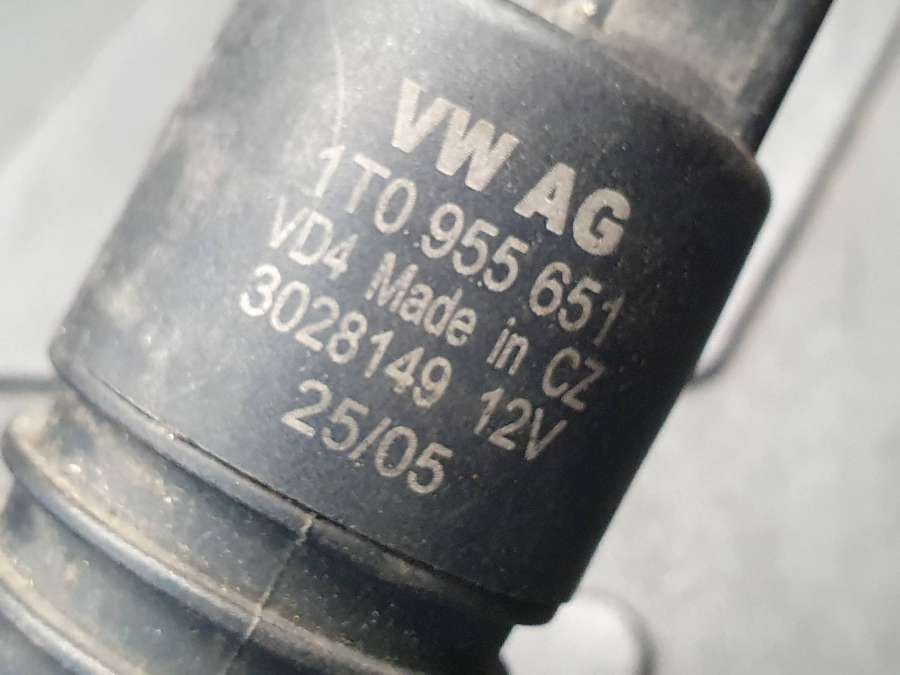 VW AG
1T0 955 651
VD4 Made in CZ
3028149 12V
25/05